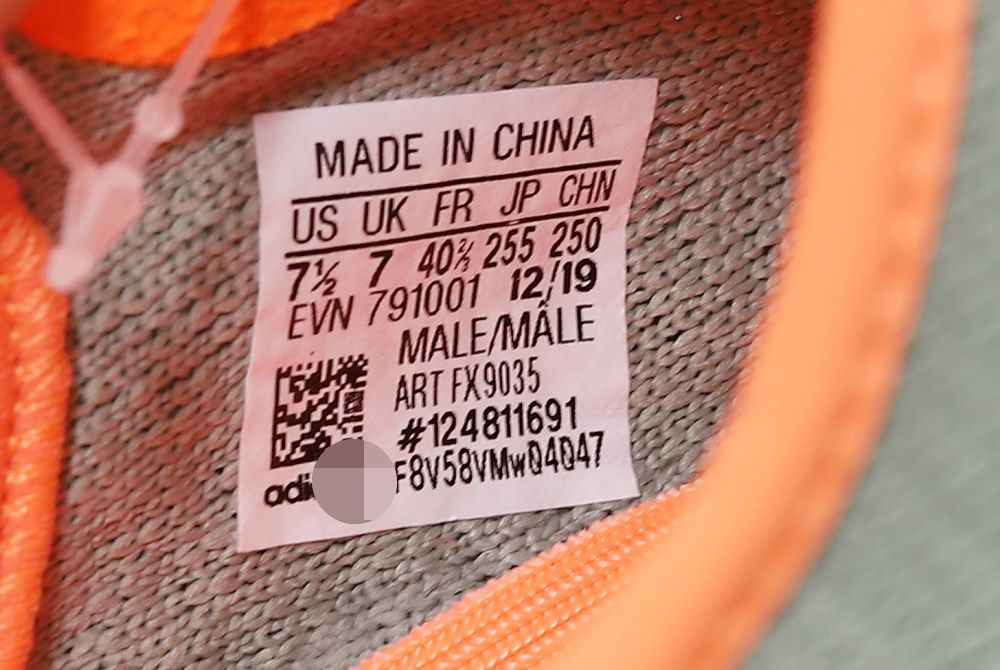 MADE IN CHINA
US UK FR JP CHN
7½ 7 40⅔ 255 250
EVN 791001 12/19
MALE/MÂLE
ART FX9035
#124811691
F8V58VMwQ4Q47